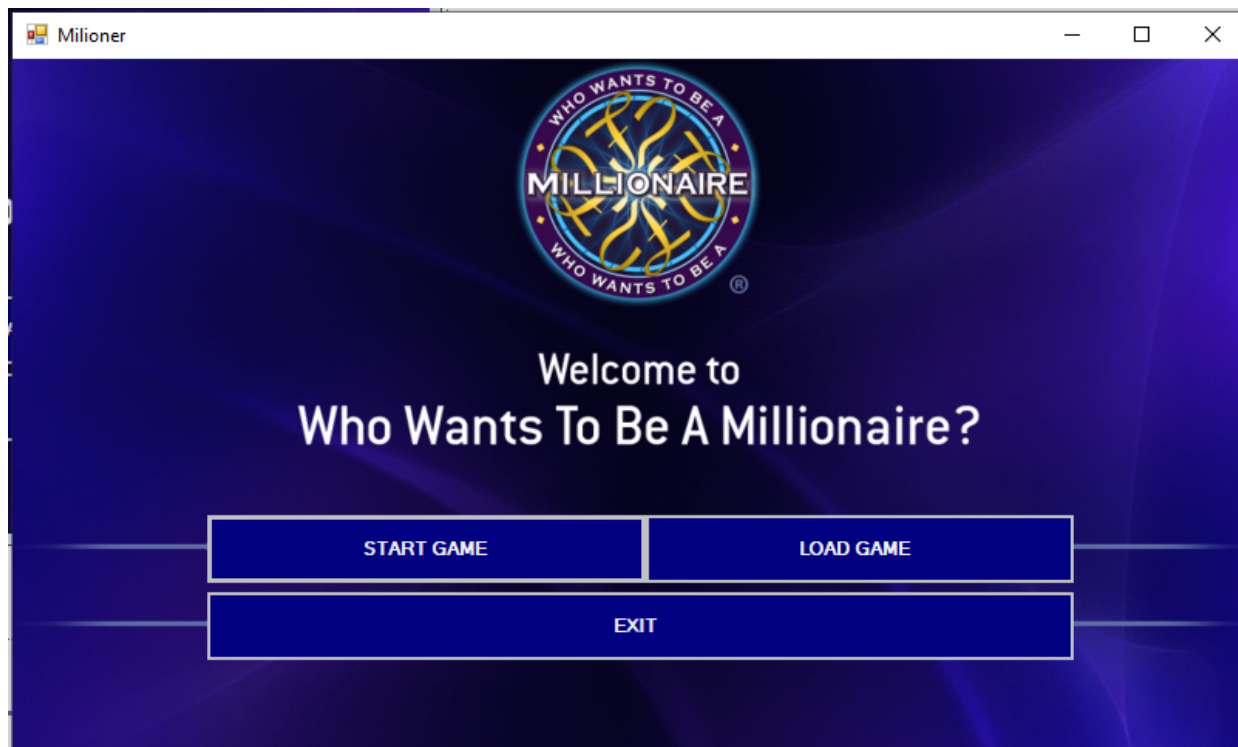 Milioner
WHO WANTS TO BE A
MILLIONAIRE
WHO WANTS TO BE A
®
Welcome to
Who Wants To Be A Millionaire?
START GAME
LOAD GAME
EXIT